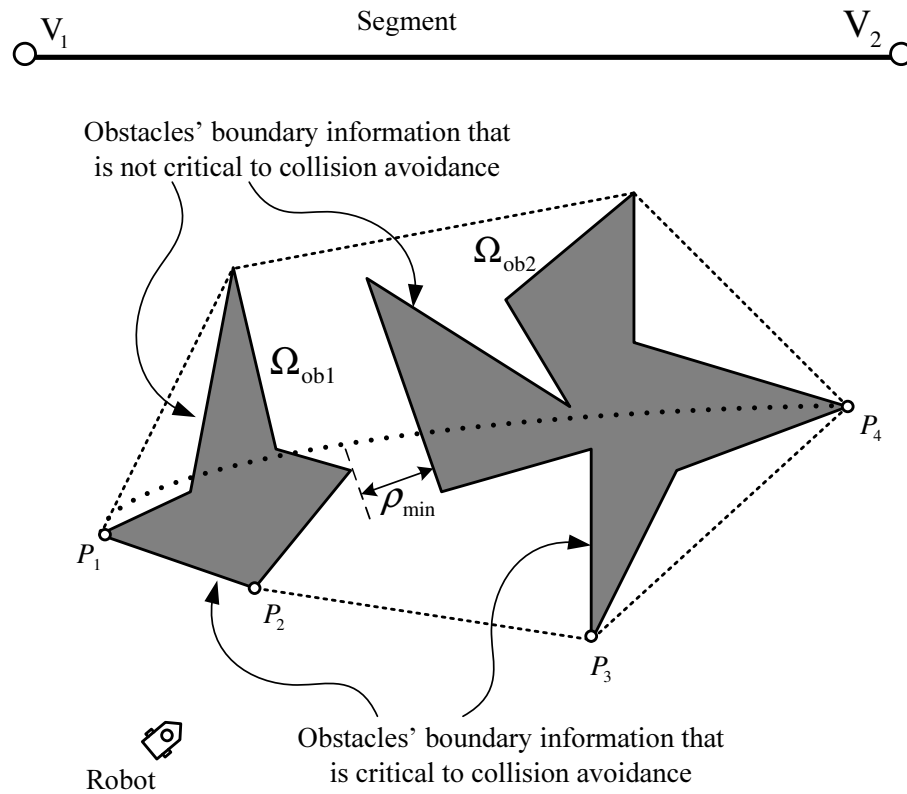 V1
Segment
V2
Obstacles' boundary information that
is not critical to collision avoidance
Ωob2
Ωob1
P4
ρmin
P1
P2
P3
Obstacles' boundary information that
is critical to collision avoidance
Robot